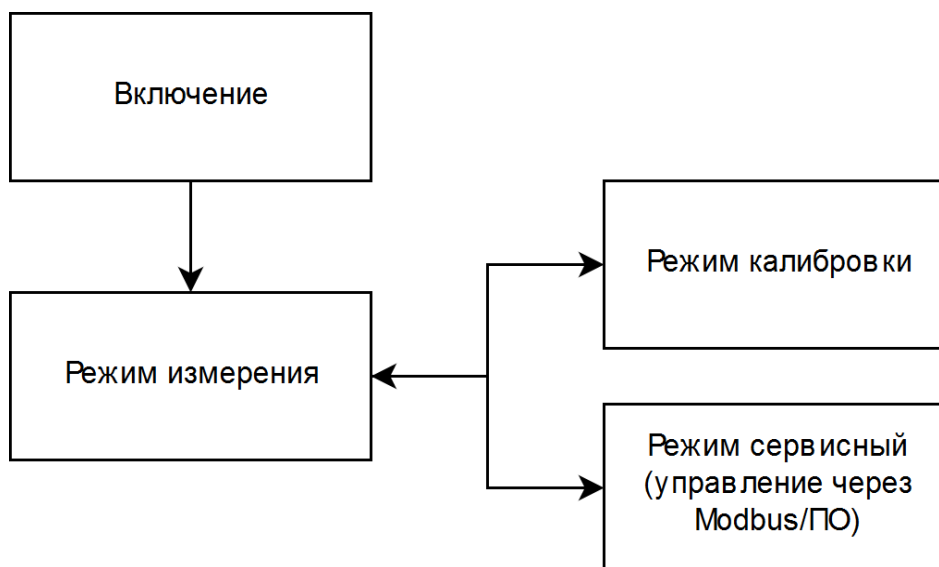 Включение
Режим калибровки
Режим измерения
Режим сервисный
(управление через
Modbus/ПО)